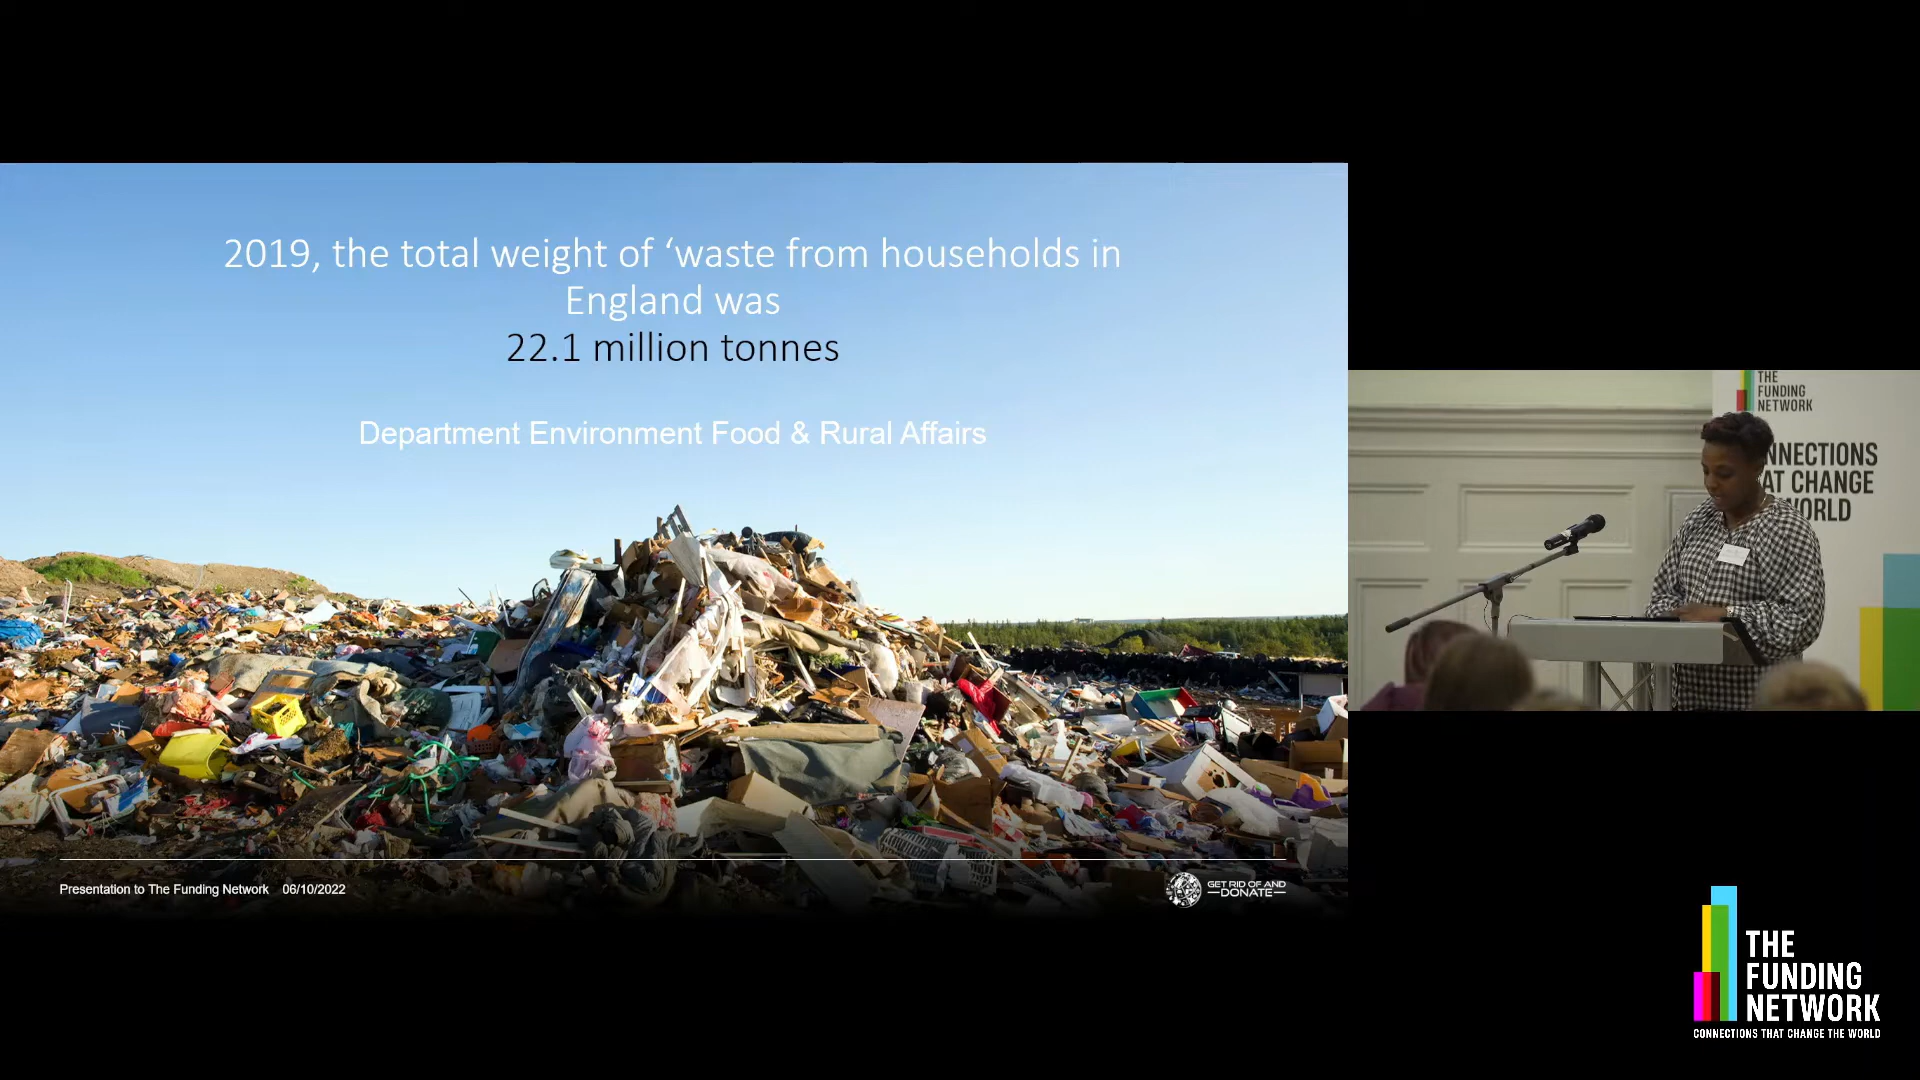 2019, the total weight of ‘waste from households in
England was
22.1 million tonnes
Department Environment Food & Rural Affairs
Presentation to The Funding Network 06/10/2022
GET RID OF AND
DONATE
THE
FUNDING
NETWORK
NNECTIONS
AT CHANGE
WORLD
THE
FUNDING
NETWORK
CONNECTIONS THAT CHANGE THE WORLD